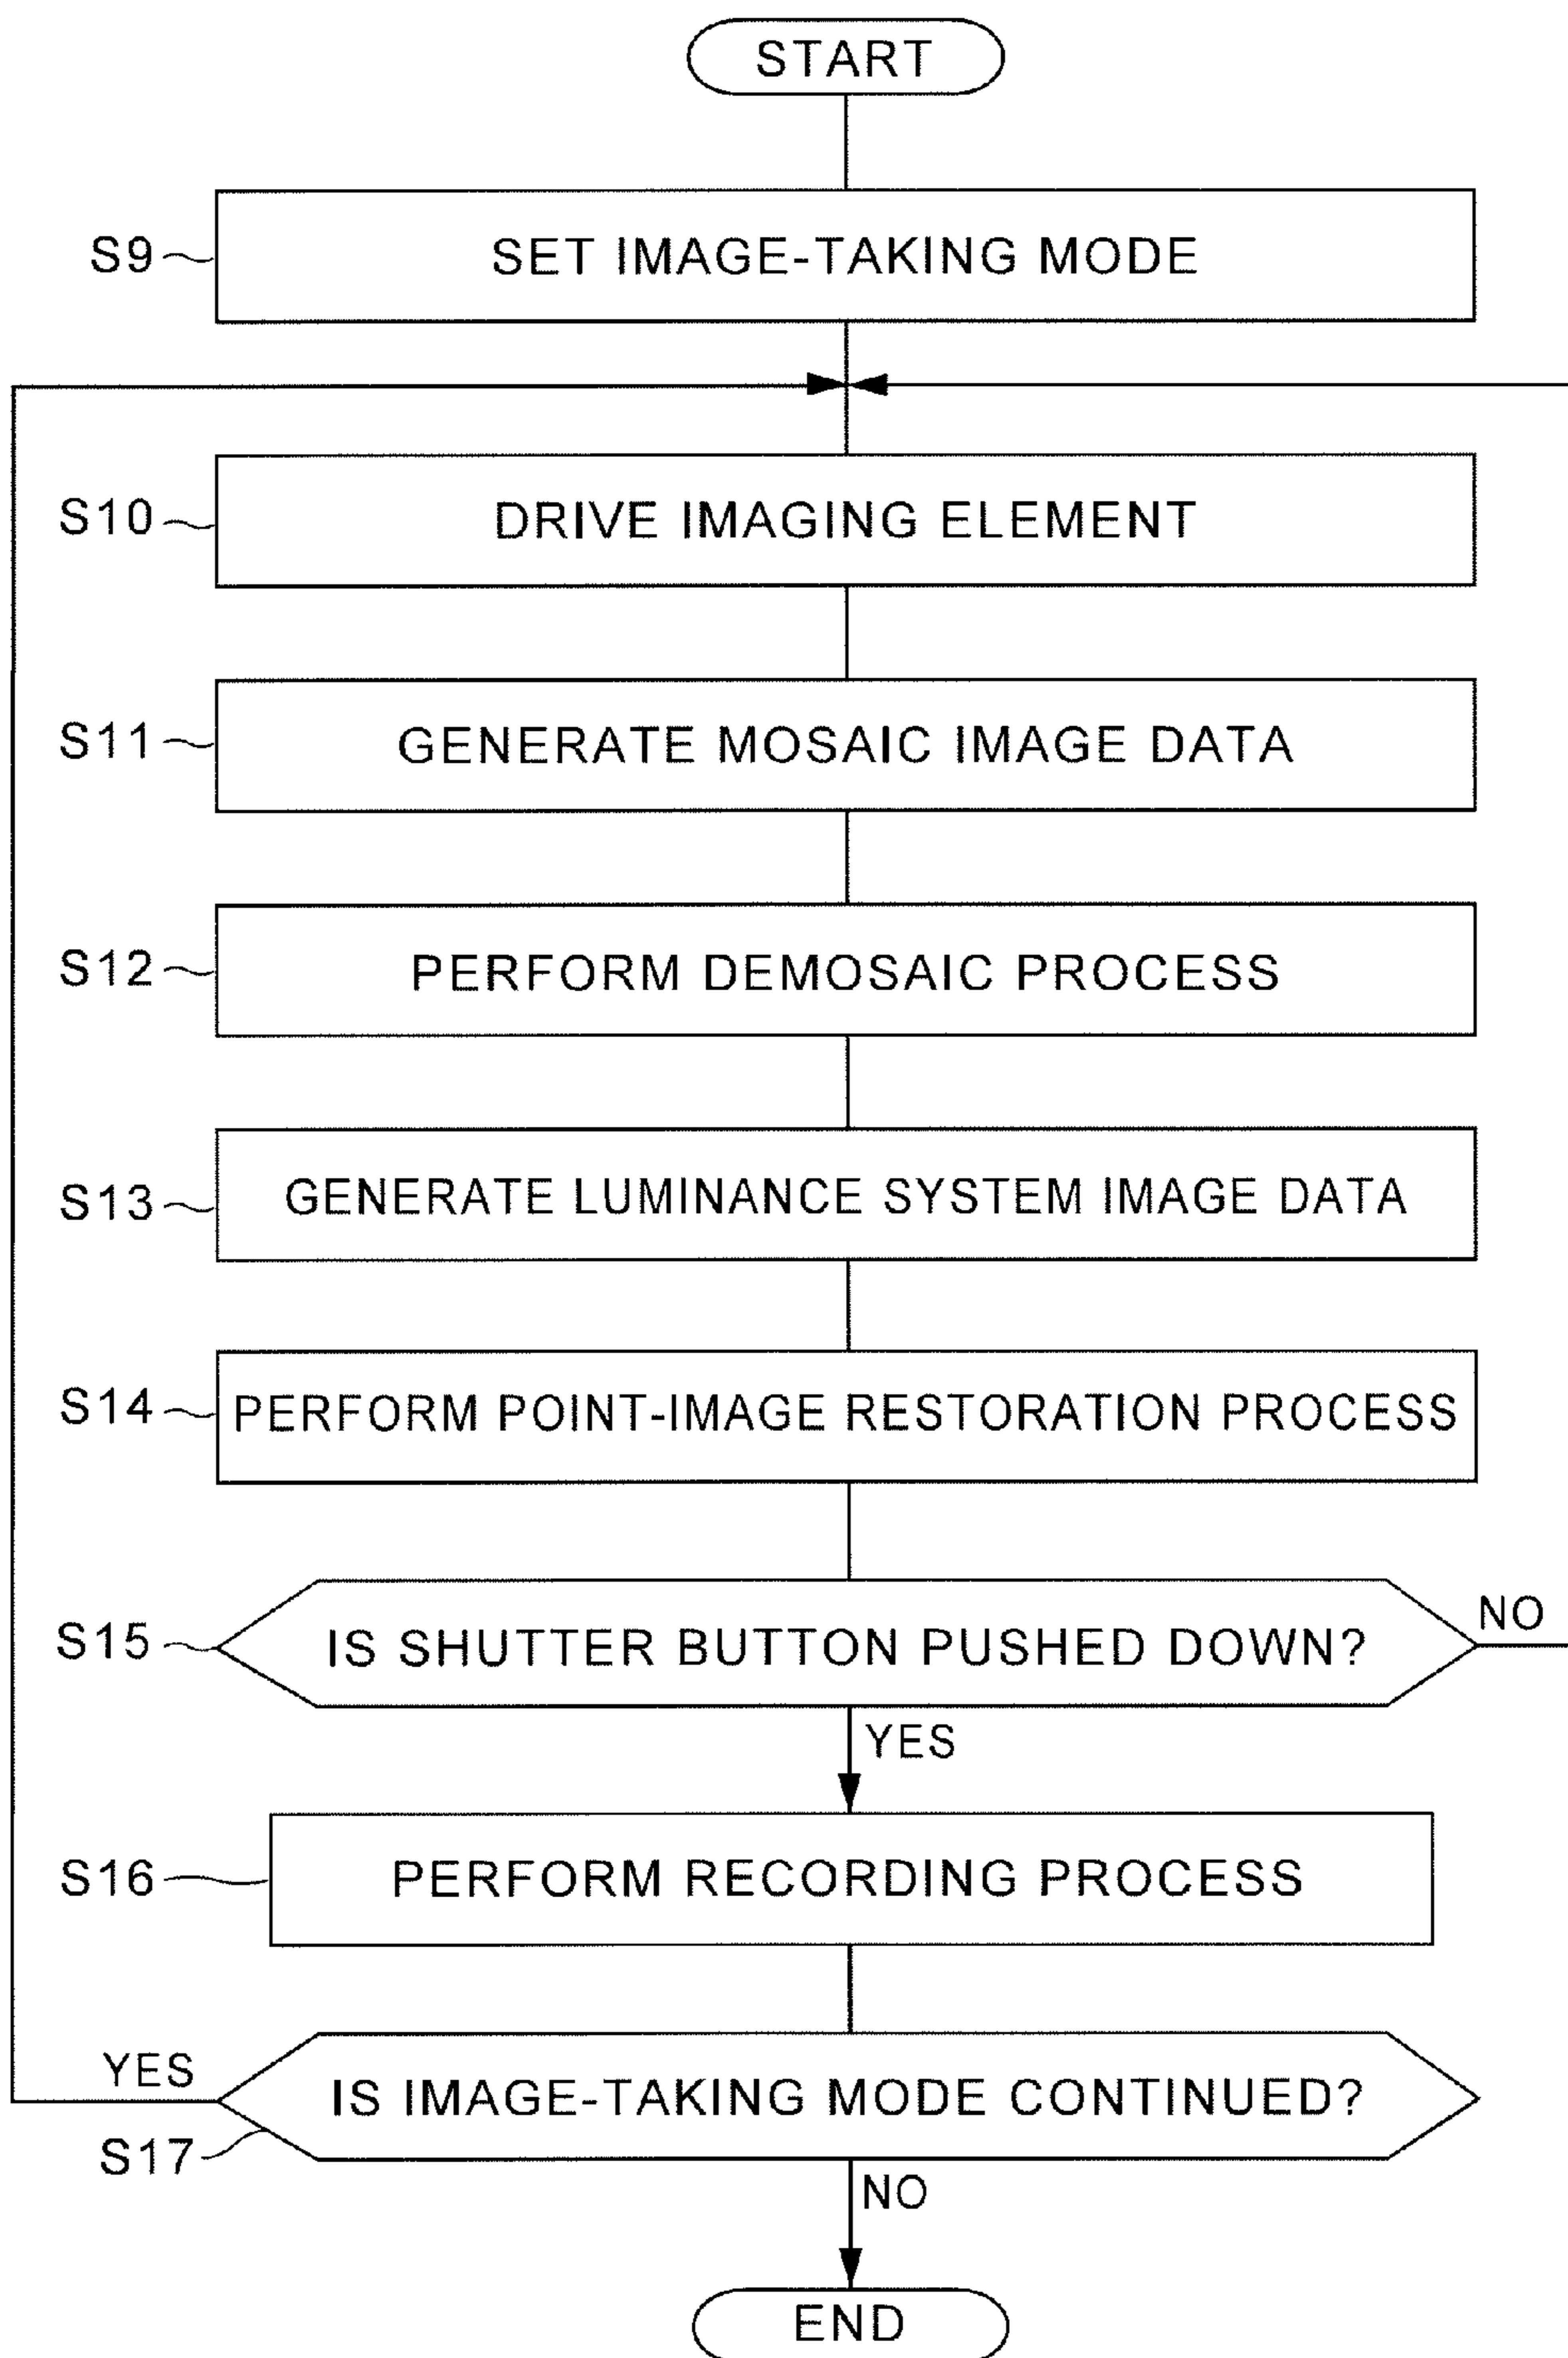 START
S9
SET IMAGE-TAKING MODE
S10
DRIVE IMAGING ELEMENT
S11
GENERATE MOSAIC IMAGE DATA
S12
PERFORM DEMOSAIC PROCESS
S13
GENERATE LUMINANCE SYSTEM IMAGE DATA
S14
PERFORM POINT-IMAGE RESTORATION PROCESS
S15
IS SHUTTER BUTTON PUSHED DOWN?
NO
YES
S16
PERFORM RECORDING PROCESS
YES
IS IMAGE-TAKING MODE CONTINUED?
S17
NO
END